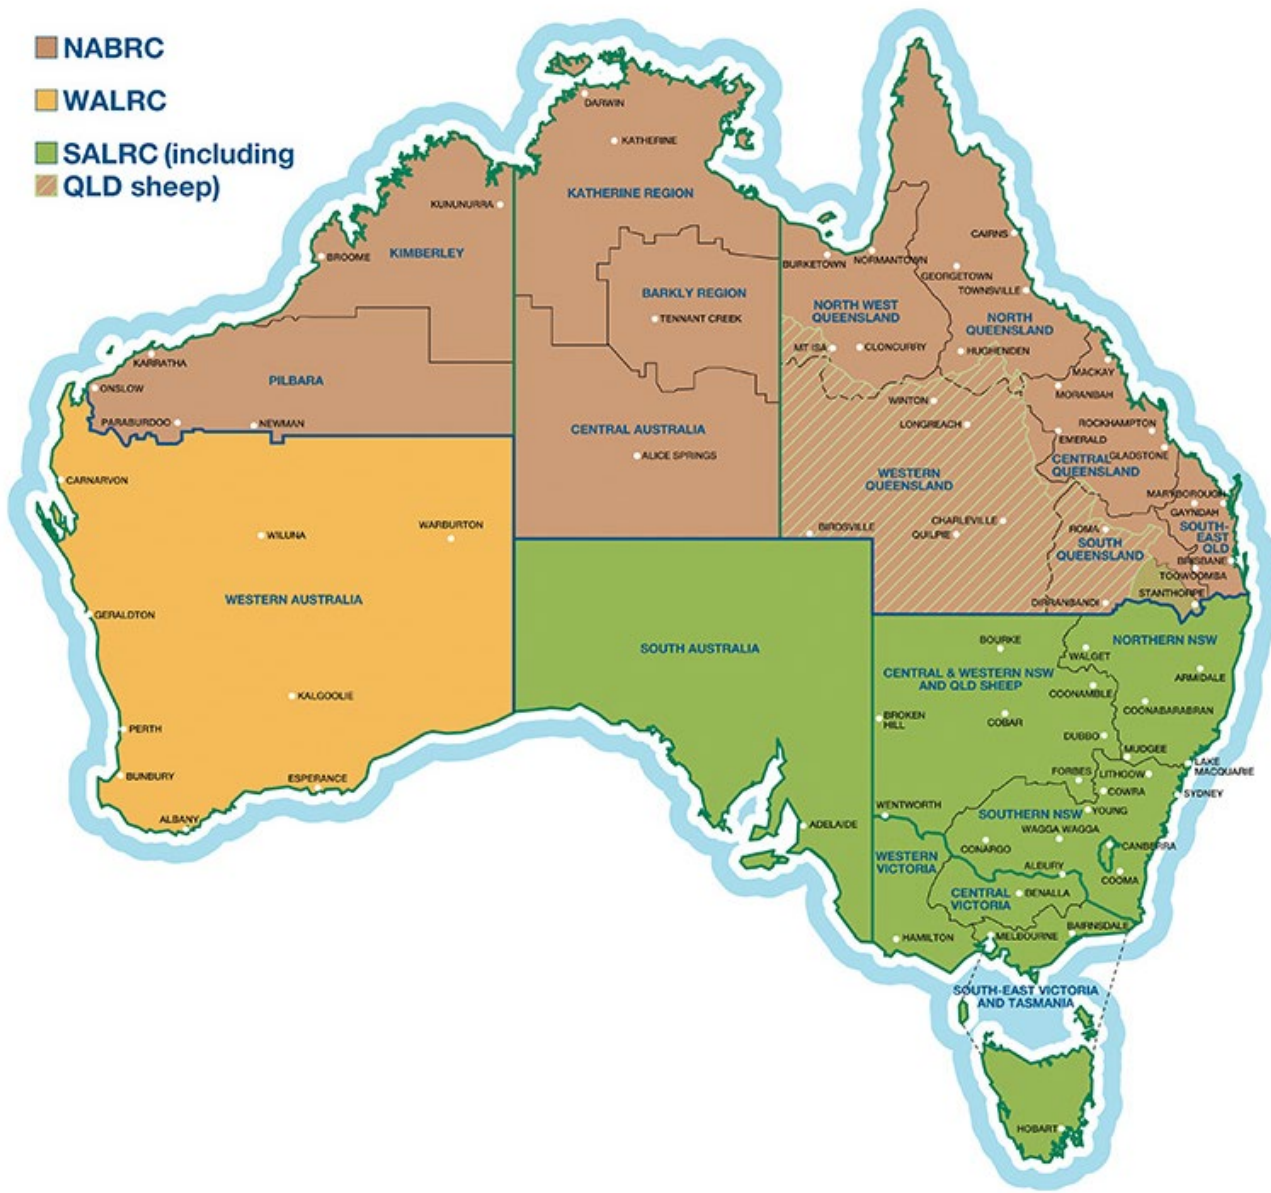 NABRC
WALRC
SALRC (including
QLD sheep)
DARWIN
KATHERINE
KATHERINE REGION
KUNUNURRA
KIMBERLEY
BROOME
BARKLY REGION
TENNANT CREEK
CAIRNS
BURKETOWN
NORMANTOWN
GEORGETOWN
TOWNSVILLE
NORTH WEST
QUEENSLAND
NORTH
QUEENSLAND
MT ISA
CLONCURRY
HUGHENDEN
MACKAY
MORANBAH
KARRATHA
ONSLOW
PILBARA
PARABURDOO
NEWMAN
CENTRAL AUSTRALIA
ALICE SPRINGS
WINTON
LONGREACH
ROCKHAMPTON
EMERALD
GLADSTONE
CENTRAL
QUEENSLAND
WESTERN
QUEENSLAND
CARNARVON
WILUNA
WARBURTON
MARYBOROUGH
GAYNDAH
BIRDSVILLE
CHARLEVILLE
QUILPIE
ROMA
SOUTH
QUEENSLAND
SOUTH-
EAST
QLD
BRISBANE
TOOWOOMBA
STANTHORPE
DIRRANBANDI
WESTERN AUSTRALIA
GERALDTON
SOUTH AUSTRALIA
BOURKE
WALGET
NORTHERN NSW
CENTRAL & WESTERN NSW
AND QLD SHEEP
ARMIDALE
COONAMBLE
COONABARABRAN
KALGOOLIE
BROKEN
HILL
COBAR
DUBBO
MUDGEE
PERTH
LAKE
MACQUARIE
BUNBURY
ESPERANCE
FORBES
LITHGOW
COWRA
SYDNEY
WENTWORTH
SOUTHERN NSW
YOUNG
ALBANY
ADELAIDE
WAGGA WAGGA
CONARGO
CANBERRA
WESTERN
VICTORIA
ALBURY
COOMA
CENTRAL
VICTORIA
BENALLA
HAMILTON
MELBOURNE
BAIRNSDALE
SOUTH-EAST VICTORIA
AND TASMANIA
HOBART